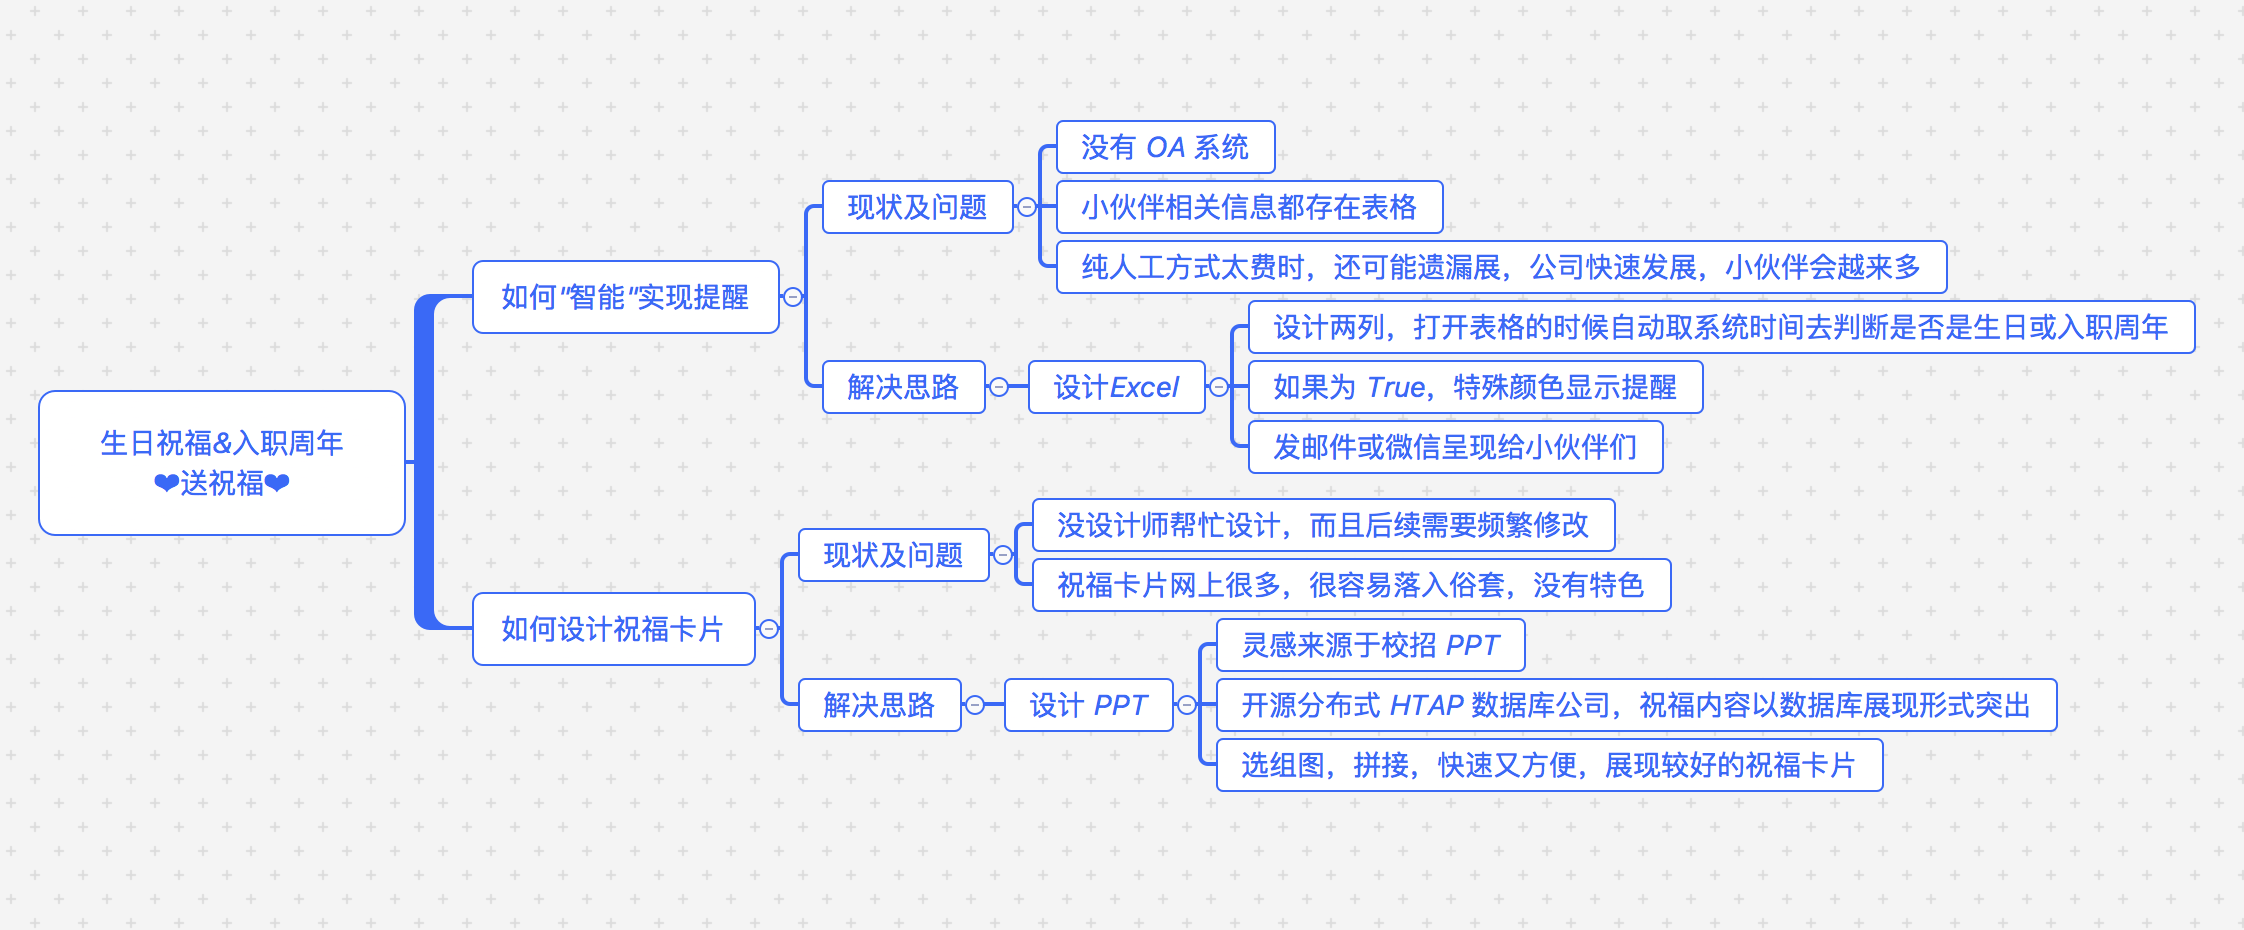 生日祝福&入职周年
❤送祝福❤
如何"智能"实现提醒
现状及问题
没有 OA 系统
小伙伴相关信息都存在表格
纯人工方式太费时，还可能遗漏展，公司快速发展，小伙伴会越来多
解决思路
设计Excel
设计两列，打开表格的时候自动取系统时间去判断是否是生日或入职周年
如果为 True，特殊颜色显示提醒
发邮件或微信呈现给小伙伴们
如何设计祝福卡片
现状及问题
没设计师帮忙设计，而且后续需要频繁修改
祝福卡片网上很多，很容易落入俗套，没有特色
解决思路
设计 PPT
灵感来源于校招 PPT
开源分布式 HTAP 数据库公司，祝福内容以数据库展现形式突出
选组图，拼接，快速又方便，展现较好的祝福卡片